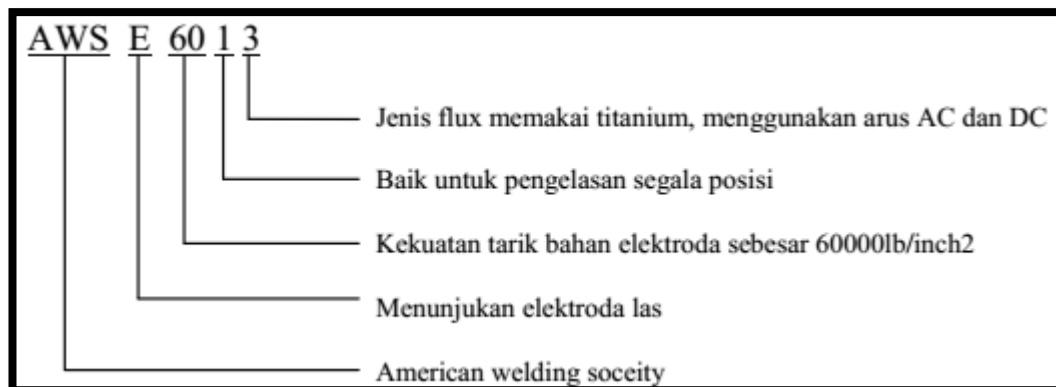 AWS E 60 1 3
Jenis flux memakai titanium, menggunakan arus AC dan DC
Baik untuk pengelasan segala posisi
Kekuatan tarik bahan elektroda sebesar 60000lb/inch2
Menunjukan elektroda las
American welding soceity